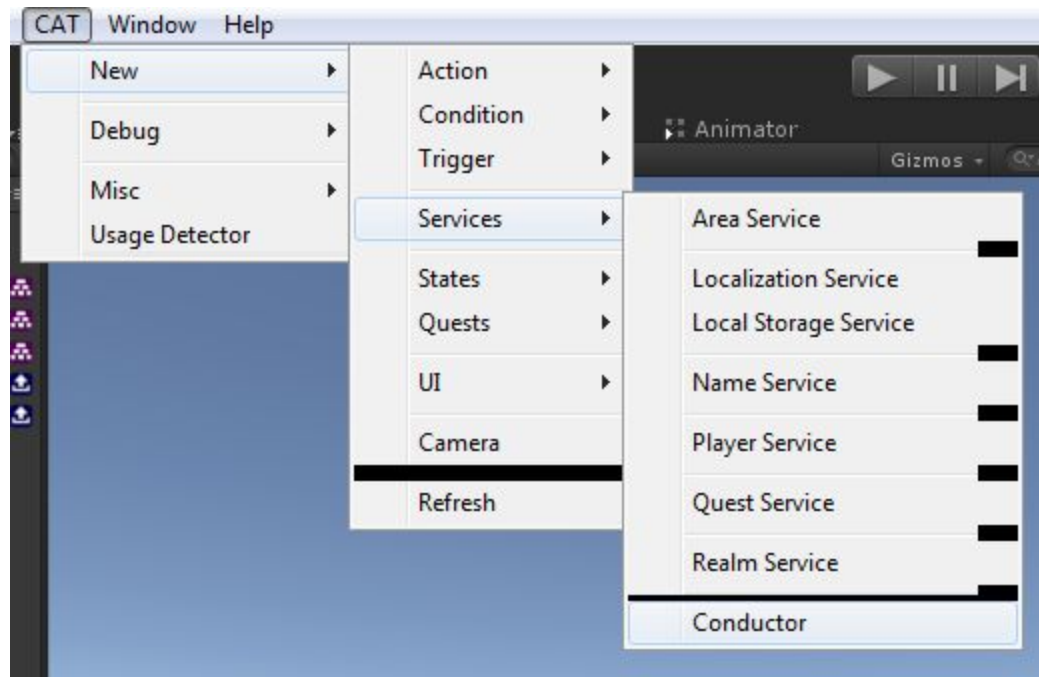 CAT Window Help
New
Debug
Misc
Usage Detector
Action
Condition
Trigger
Services
States
Quests
UI
Camera
Refresh
Animator
Gizmos
Area Service
Localization Service
Local Storage Service
Name Service
Player Service
Quest Service
Realm Service
Conductor